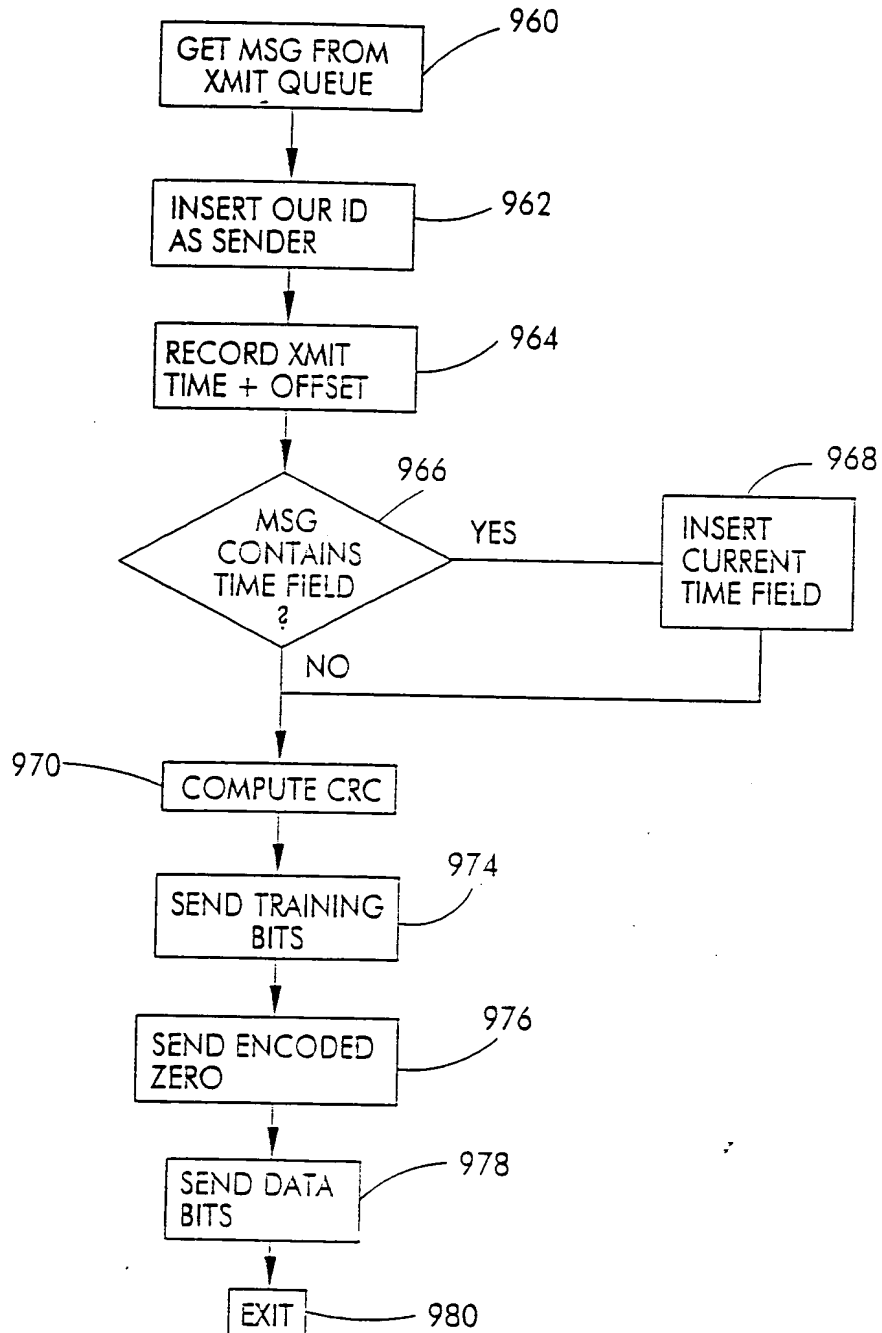 960
GET MSG FROM
XMIT QUEUE
962
INSERT OUR ID
AS SENDER
964
RECORD XMIT
TIME + OFFSET
966
968
MSG
CONTAINS
TIME FIELD
?
YES
INSERT
CURRENT
TIME FIELD
NO
970
COMPUTE CRC
974
SEND TRAINING
BITS
976
SEND ENCODED
ZERO
978
SEND DATA
BITS
EXIT
980